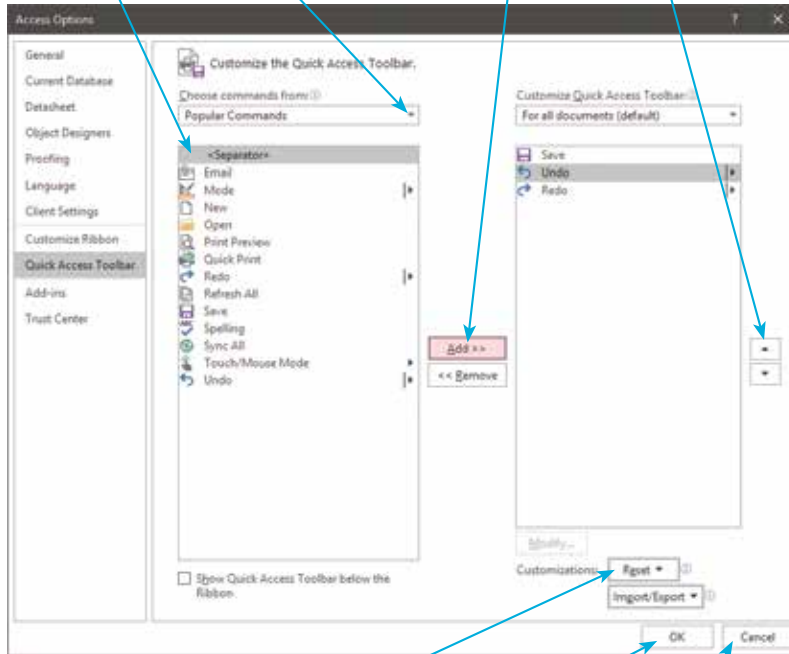 Access Options
?
General
Current Database
Datasheet
Object Designers
Proofing
Language
Client Settings
Customize Ribbon
Quick Access Toolbar
Add-ins
Trust Center
Customize the Quick Access Toolbar.
Choose commands from:
Popular Commands
<Separator>
Email
Mode
New
Open
Print Preview
Quick Print
Redo
Refresh All
Save
Spelling
Sync All
Touch/Mouse Mode
Undo
Show Quick Access Toolbar below the
Ribbon
Add >>
<< Remove
Customize Quick Access Toolbar:
For all documents (default)
Save
Undo
Redo
Modify...
Customizations:
Reset
Import/Export
OK
Cancel